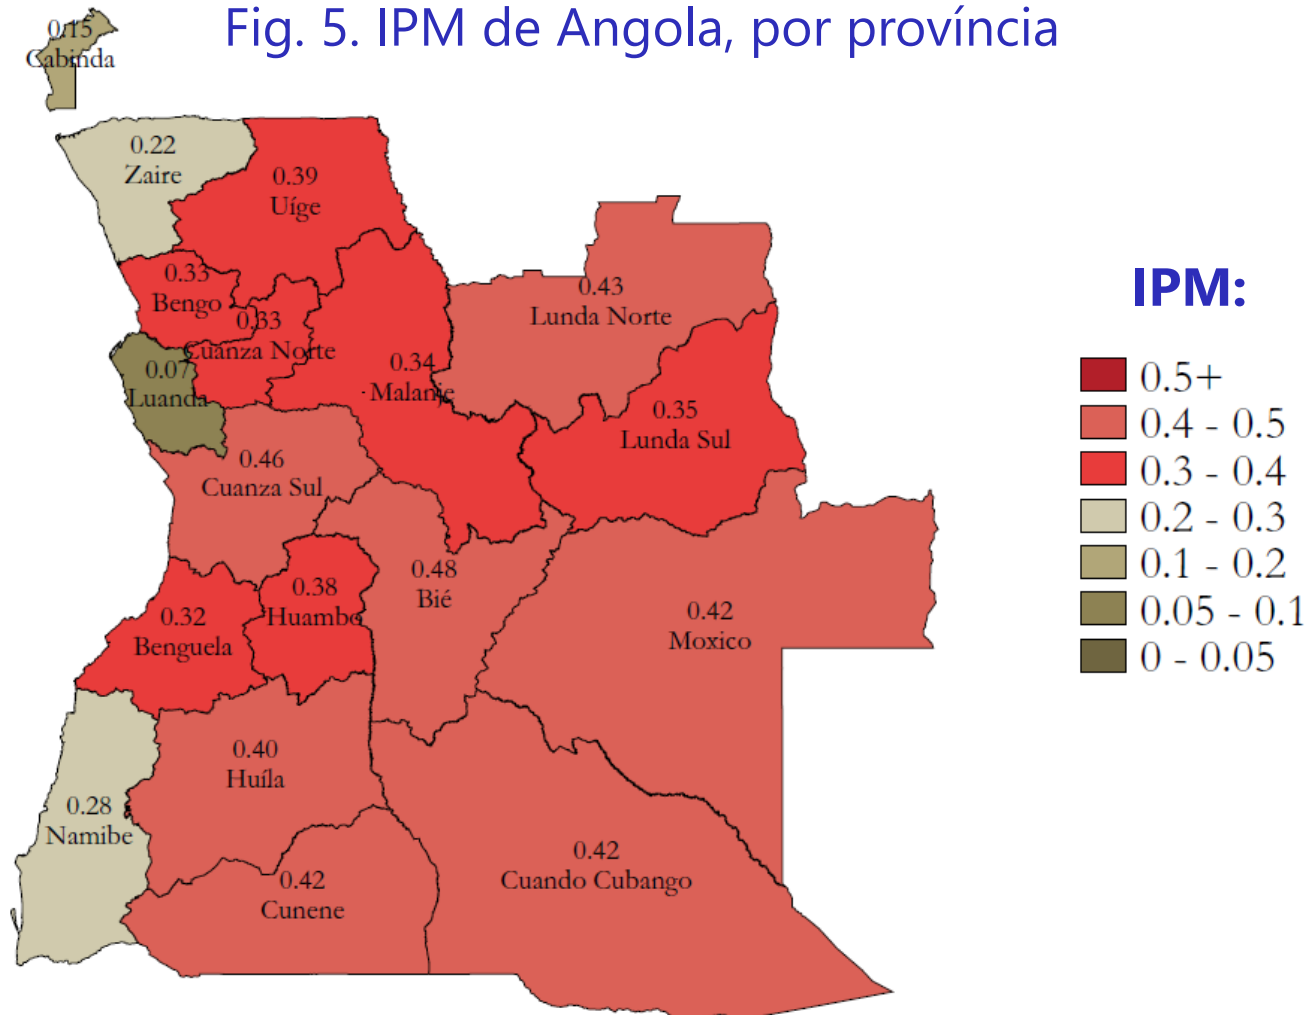 Fig. 5. IPM de Angola, por província
0.15
Cabinda
0.22
Zaire
0.39
Uíge
0.33
Bengo
0.33
Cuanza Norte
0.43
Lunda Norte
0.07
Luanda
0.34
Malanje
0.35
Lunda Sul
0.46
Cuanza Sul
0.48
Bié
0.38
Huambo
0.32
Benguela
0.42
Moxico
0.40
Huíla
0.28
Namibe
0.42
Cunene
0.42
Cuando Cubango
IPM:
0.5+
0.4 - 0.5
0.3 - 0.4
0.2 - 0.3
0.1 - 0.2
0.05 - 0.1
0 - 0.05